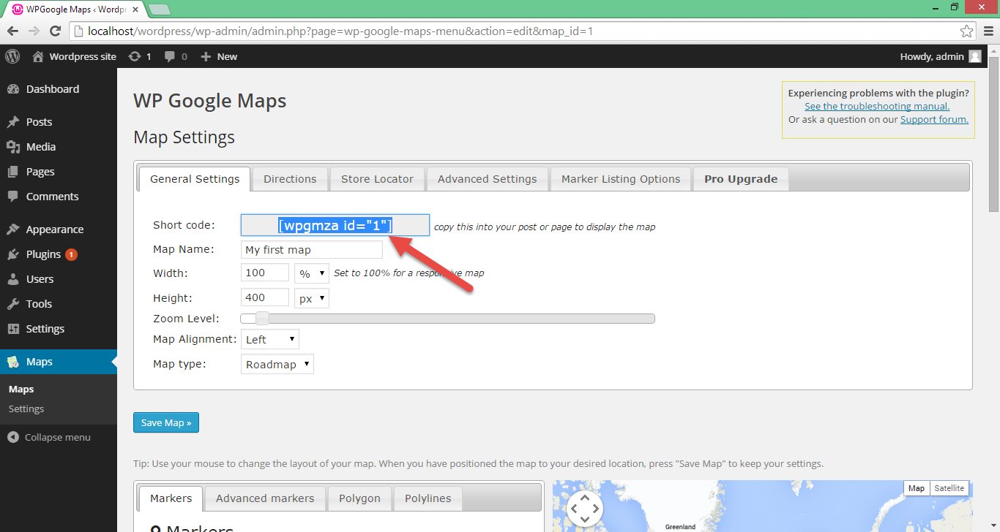 WPGoogle Maps ‹ Wordpr
localhost/wordpress/wp-admin/admin.php?page=wp-google-maps-menu&action=edit&map_id=1
Wordpress site 1 0 New Howdy, admin
Dashboard
Posts
Media
Pages
Comments
Appearance
Plugins 1
Users
Tools
Settings
Maps
Maps
Settings
Collapse menu
WP Google Maps
Experiencing problems with the plugin?
See the troubleshooting manual.
Or ask a question on our Support forum.
Map Settings
General Settings Directions Store Locator Advanced Settings Marker Listing Options Pro Upgrade
Short code: [wpgmza id="1"] copy this into your post or page to display the map
Map Name: My first map
Width: 100 % Set to 100% for a responsive map
Height: 400 px
Zoom Level:
Map Alignment: Left
Map type: Roadmap
Save Map »
Tip: Use your mouse to change the layout of your map. When you have positioned the map to your desired location, press "Save Map" to keep your settings.
Markers Advanced markers Polygon Polylines
Markers
Map Satellite
Greenland